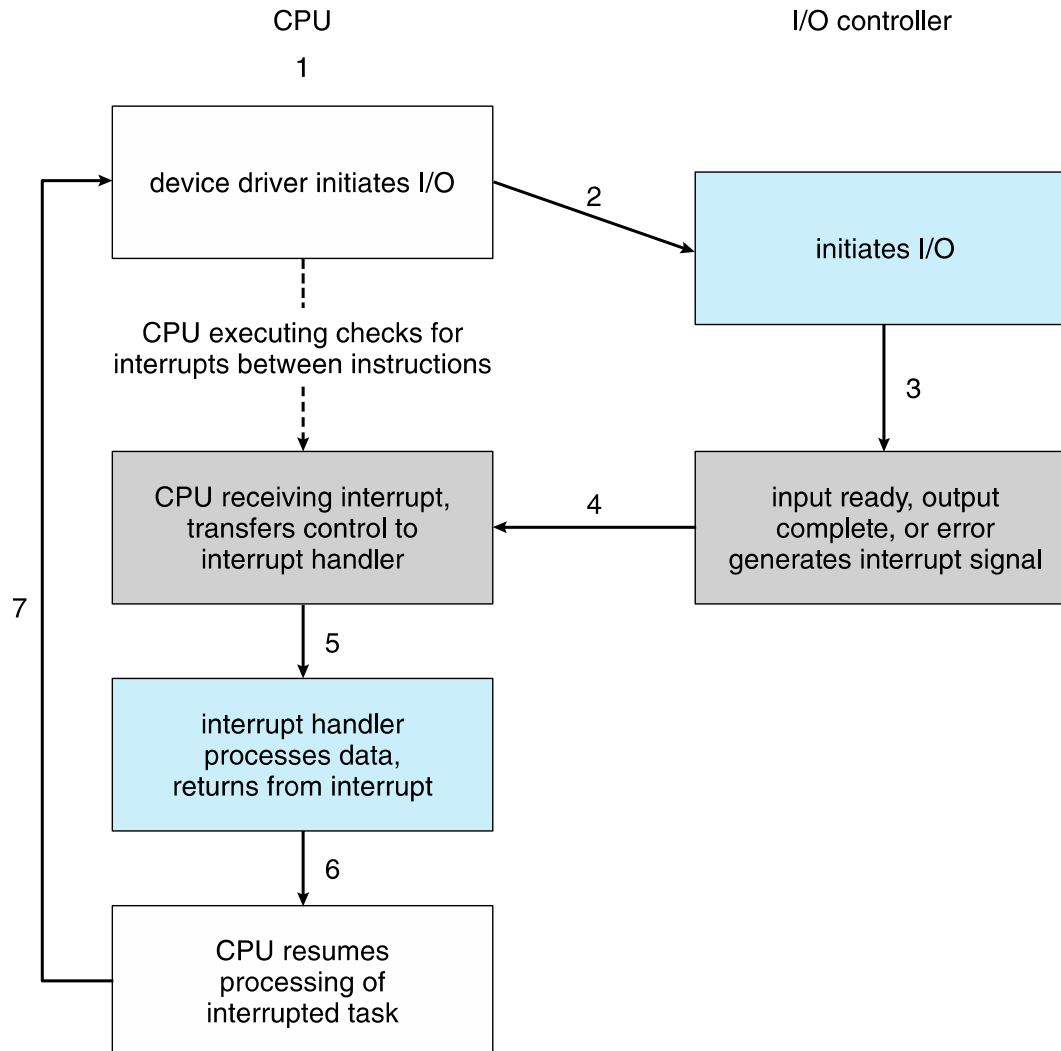 CPU
I/O controller
1
device driver initiates I/O
2
initiates I/O
CPU executing checks for
interrupts between instructions
3
CPU receiving interrupt,
transfers control to
interrupt handler
4
input ready, output
complete, or error
generates interrupt signal
7
5
interrupt handler
processes data,
returns from interrupt
6
CPU resumes
processing of
interrupted task